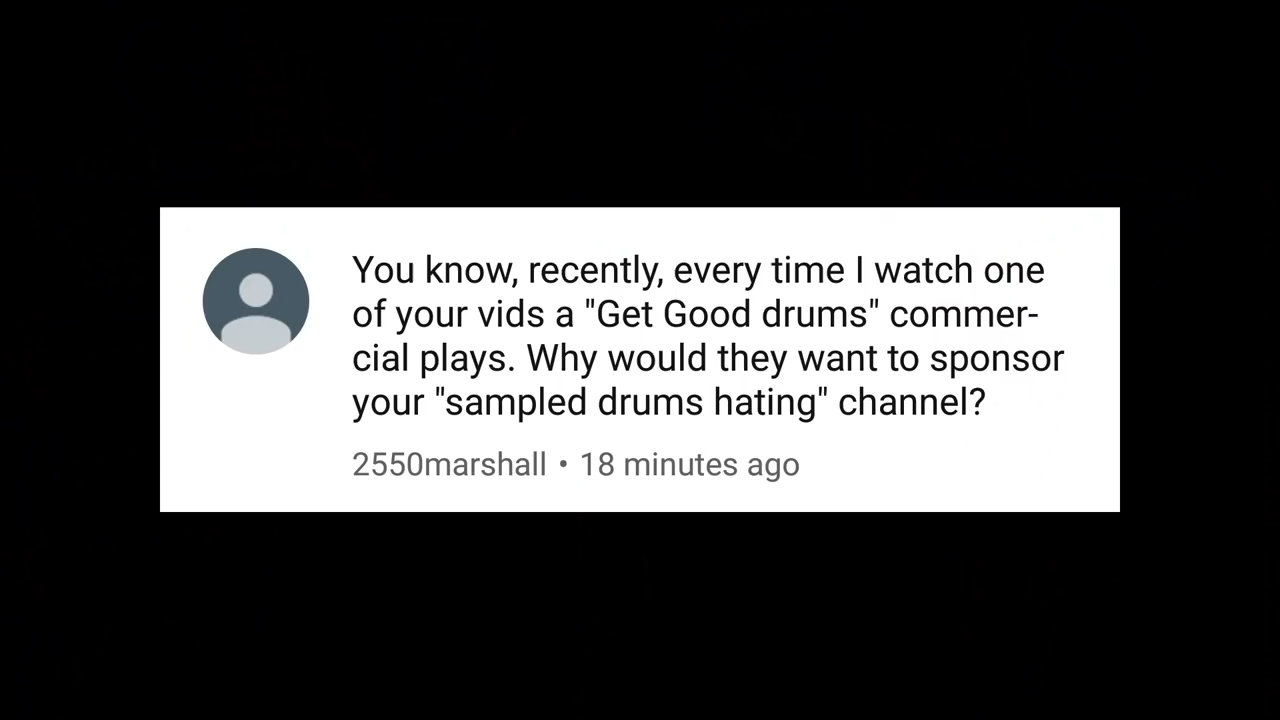 You know, recently, every time I watch one
of your vids a "Get Good drums" commer-
cial plays. Why would they want to sponsor
your "sampled drums hating" channel?
2550marshall • 18 minutes ago